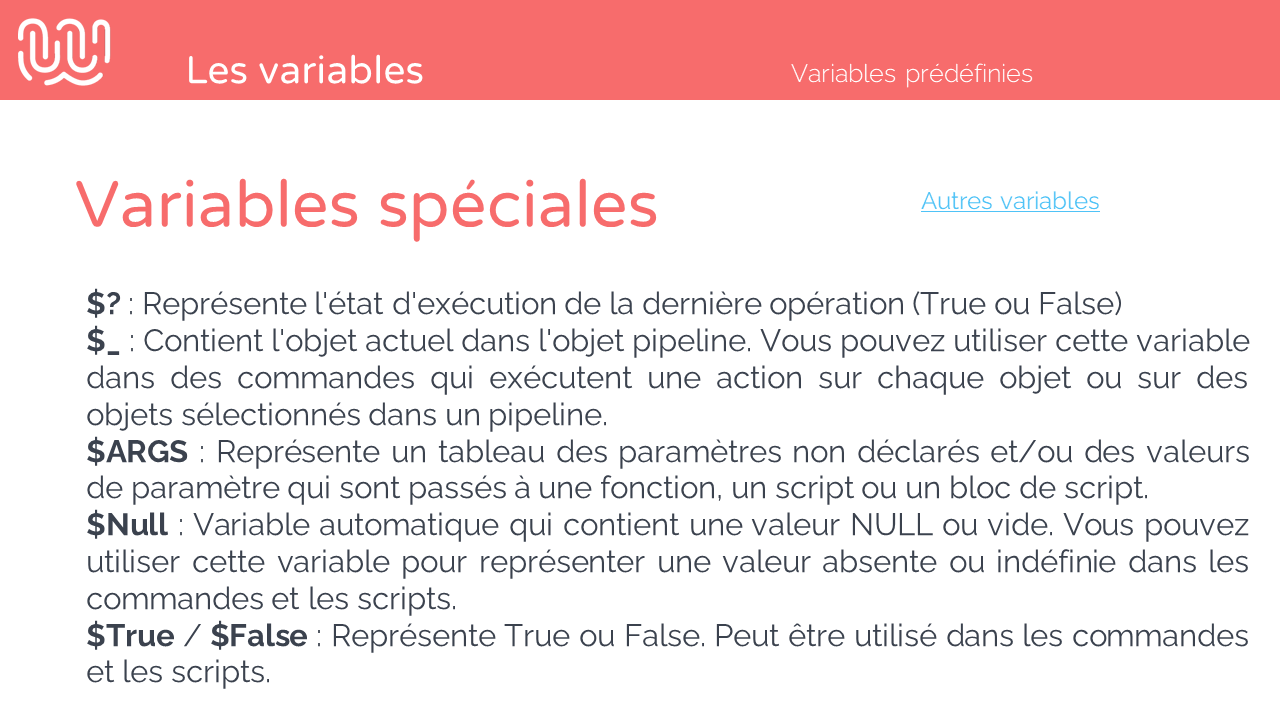 Les variables
Variables prédéfinies
Variables spéciales
Autres variables
$? : Représente l'état d'exécution de la dernière opération (True ou False)
$_ : Contient l'objet actuel dans l'objet pipeline. Vous pouvez utiliser cette variable
dans des commandes qui exécutent une action sur chaque objet ou sur des
objets sélectionnés dans un pipeline.
$ARGS : Représente un tableau des paramètres non déclarés et/ou des valeurs
de paramètre qui sont passés à une fonction, un script ou un bloc de script.
$Null : Variable automatique qui contient une valeur NULL ou vide. Vous pouvez
utiliser cette variable pour représenter une valeur absente ou indéfinie dans les
commandes et les scripts.
$True / $False : Représente True ou False. Peut être utilisé dans les commandes
et les scripts.